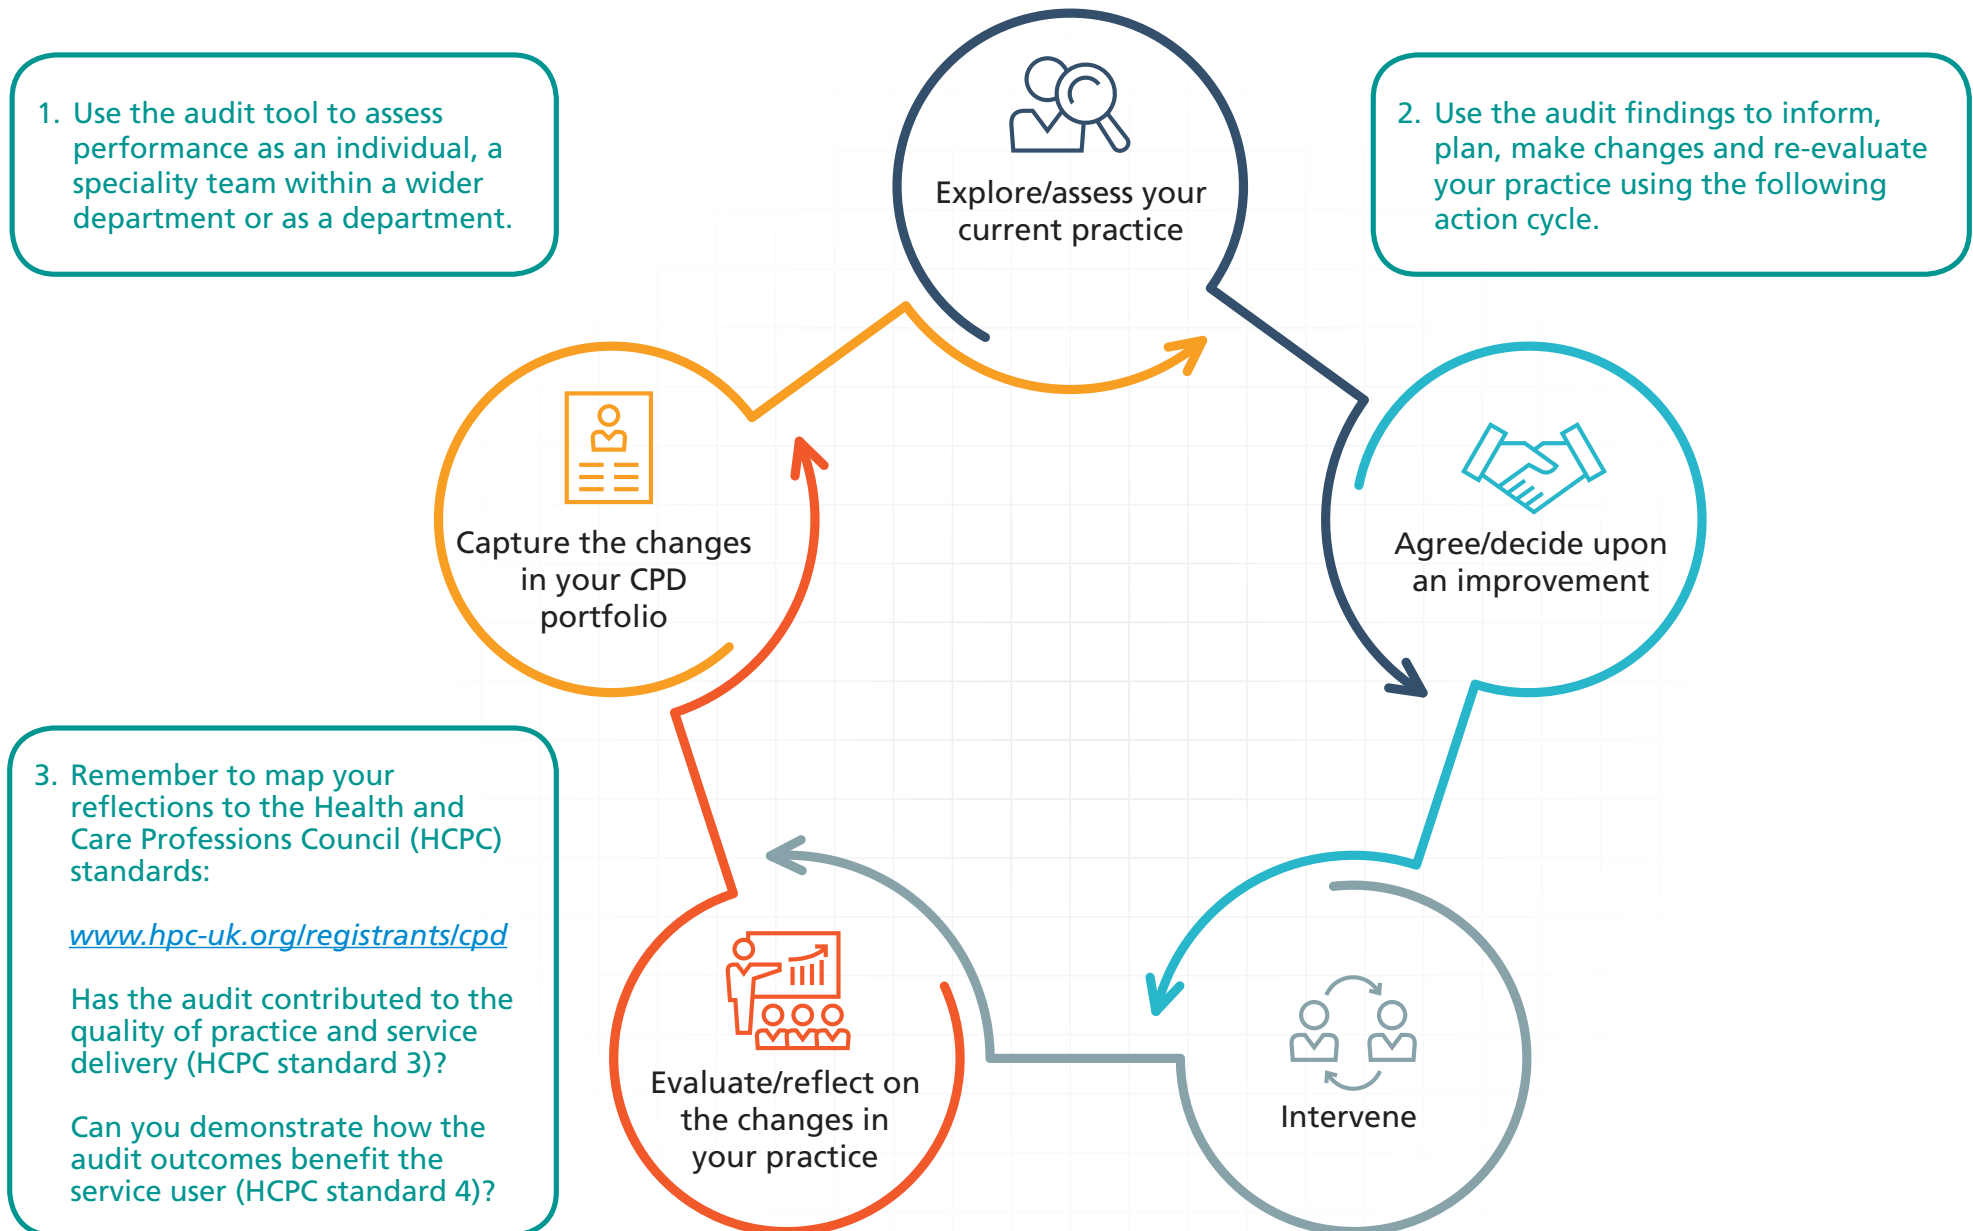 1. Use the audit tool to assess
performance as an individual, a
speciality team within a wider
department or as a department.
Explore/assess your
current practice
2. Use the audit findings to inform,
plan, make changes and re-evaluate
your practice using the following
action cycle.
Capture the changes
in your CPD
portfolio
Agree/decide upon
an improvement
3. Remember to map your
reflections to the Health and
Care Professions Council (HCPC)
standards:
www.hpc-uk.org/registrants/cpd
Has the audit contributed to the
quality of practice and service
delivery (HCPC standard 3)?
Can you demonstrate how the
audit outcomes benefit the
service user (HCPC standard 4)?
Evaluate/reflect on
the changes in
your practice
Intervene